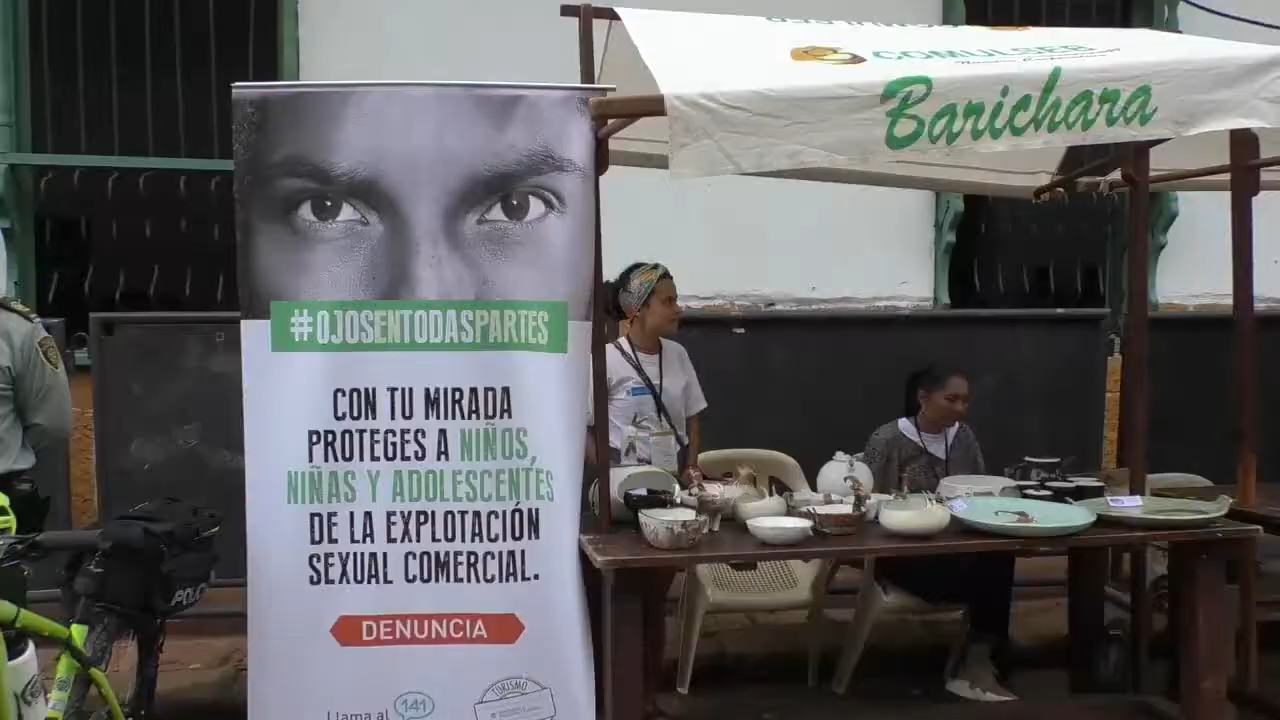 COMULSEB
Barichara
#OJOSENTODASPARTES
CON TU MIRADA
PROTEGES A NIÑOS,
NIÑAS Y ADOLESCENTES
DE LA EXPLOTACIÓN
SEXUAL COMERCIAL.
DENUNCIA
Llama al 141
TURISMO